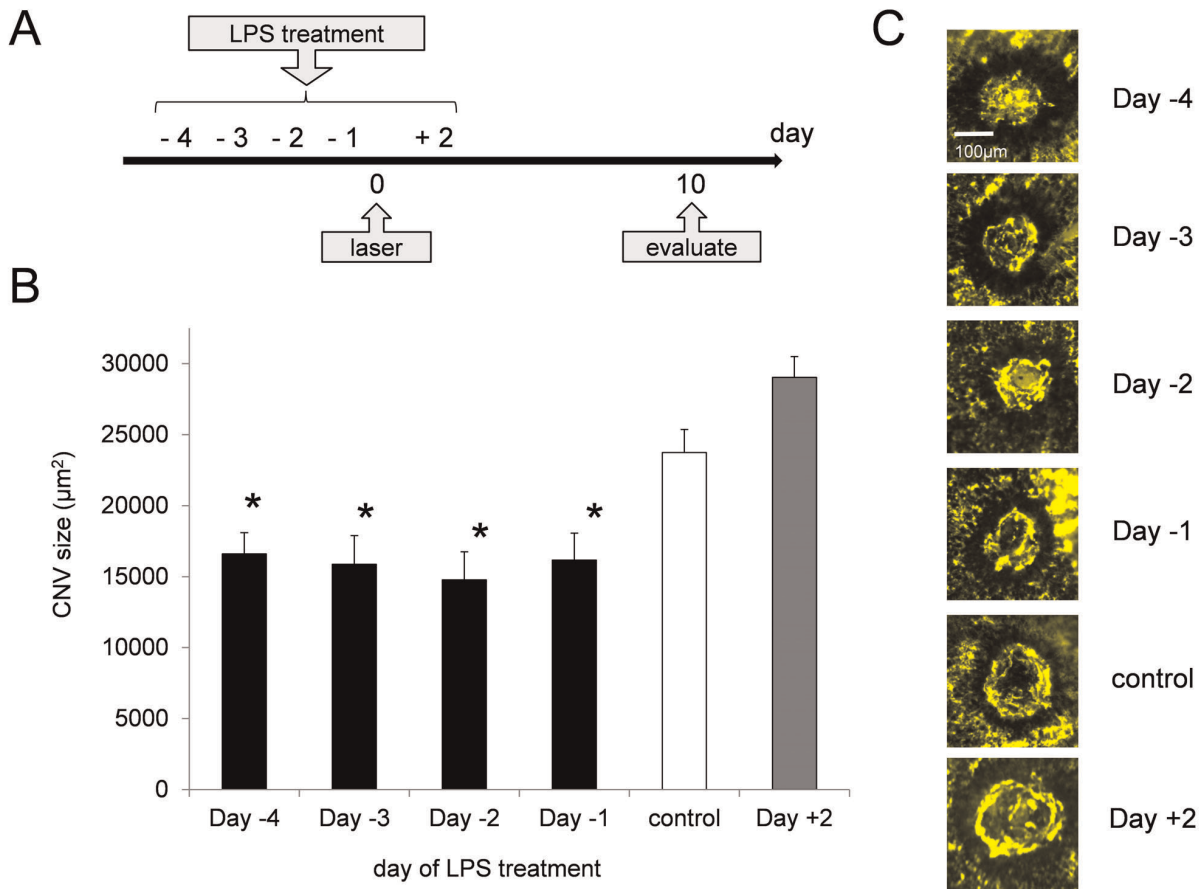 A
LPS treatment
- 4 - 3 - 2 - 1 + 2 day
0 10
laser evaluate
B
30000
25000
20000
15000
10000
5000
0
CNV size (µm²)
* * * *
Day -4 Day -3 Day -2 Day -1 control Day +2
day of LPS treatment
C
Day -4
100µm
Day -3
Day -2
Day -1
control
Day +2